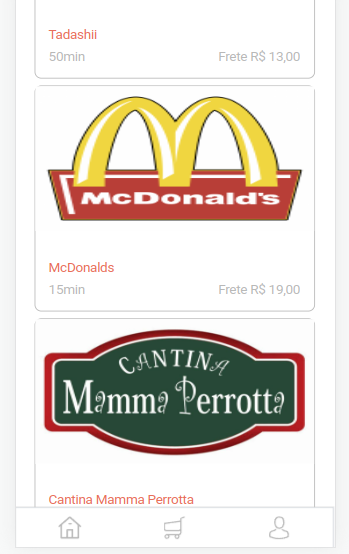 Tadashii
50min Frete R$ 13,00
McDonald's
McDonalds
15min Frete R$ 19,00
CANTINA
Mamma Perrotta
Cantina Mamma Perrotta